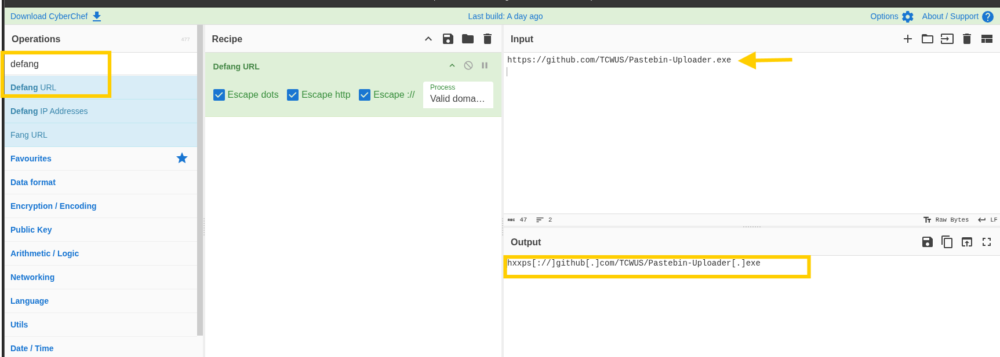 Download CyberChef
Last build: A day ago
Options
About / Support
Operations
477
defang
Defang URL
Defang IP Addresses
Fang URL
Favourites
Data format
Encryption / Encoding
Public Key
Arithmetic / Logic
Networking
Language
Utils
Date / Time
Recipe
Defang URL
Escape dots
Escape http
Escape ://
Process
Valid doma…
Input
https://github.com/TCWUS/Pastebin-Uploader.exe
REC 47
2
Tт Raw Bytes
LF
Output
hxxps[://]github[.]com/TCWUS/Pastebin-Uploader[.]exe